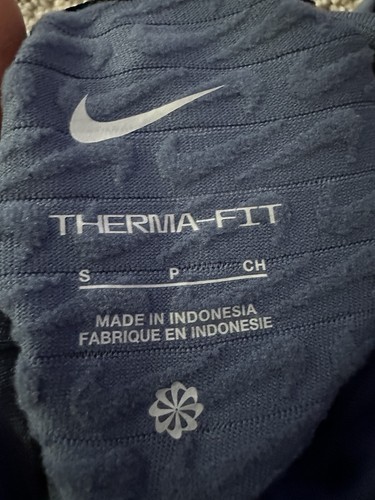 THERMA-FIT
S P CH
MADE IN INDONESIA
FABRIQUE EN INDONESIE